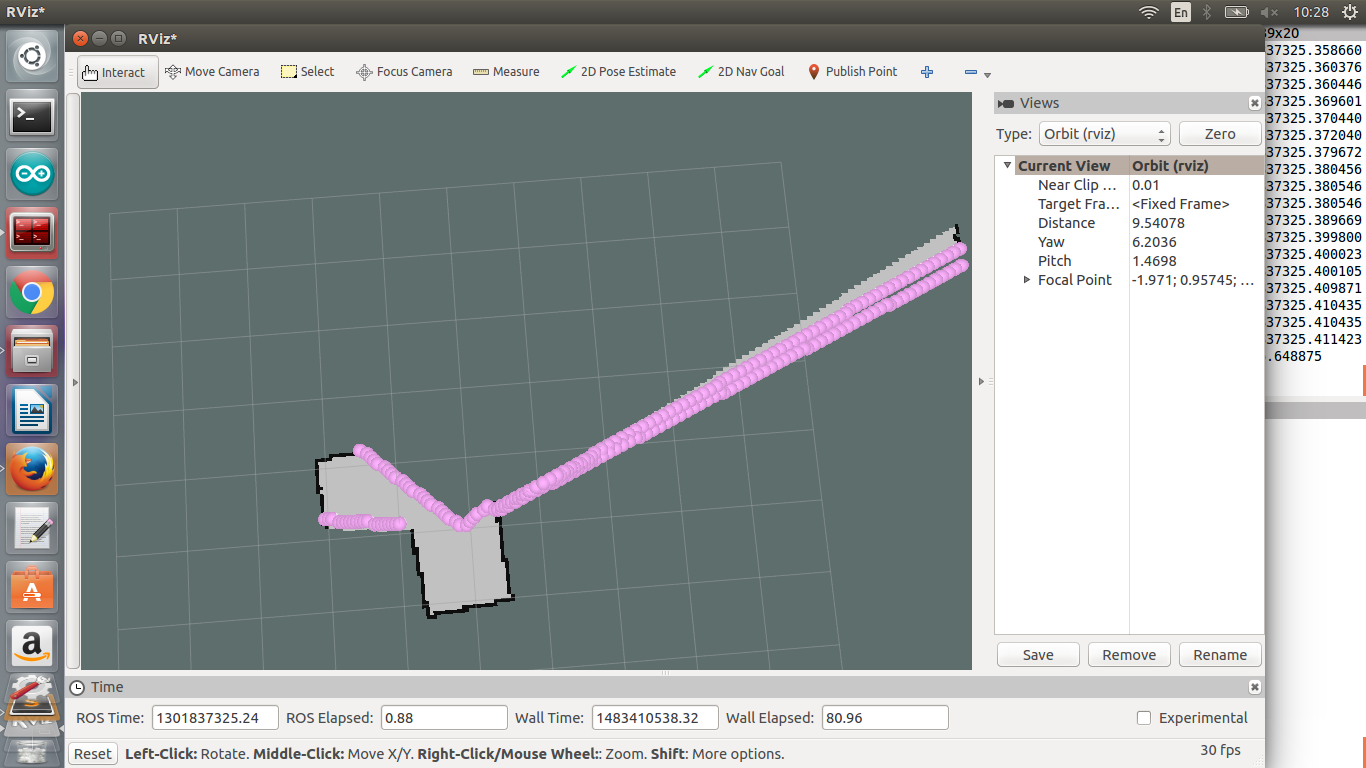 RViz*
En
10:28
RViz*
Interact
Move Camera
Select
Focus Camera
Measure
2D Pose Estimate
2D Nav Goal
Publish Point
Views
Type: Orbit (rviz) Zero
Current View Orbit (rviz)
Near Clip ... 0.01
Target Fra... <Fixed Frame>
Distance 9.54078
Yaw 6.2036
Pitch 1.4698
Focal Point -1.971; 0.95745; ...
Save Remove Rename
39x20
37325.358660
37325.360376
37325.360446
37325.369601
37325.370440
37325.372040
37325.379672
37325.380456
37325.380546
37325.380546
37325.389669
37325.399800
37325.400023
37325.400105
37325.409871
37325.410435
37325.410435
37325.411423
.648875
Time
ROS Time: 1301837325.24 ROS Elapsed: 0.88 Wall Time: 1483410538.32 Wall Elapsed: 80.96 Experimental
Reset Left-Click: Rotate. Middle-Click: Move X/Y. Right-Click/Mouse Wheel:: Zoom. Shift: More options. 30 fps